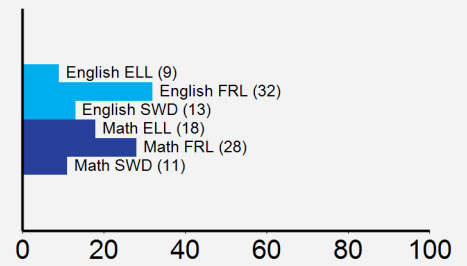 English ELL (9)
English FRL (32)
English SWD (13)
Math ELL (18)
Math FRL (28)
Math SWD (11)
0 20 40 60 80 100